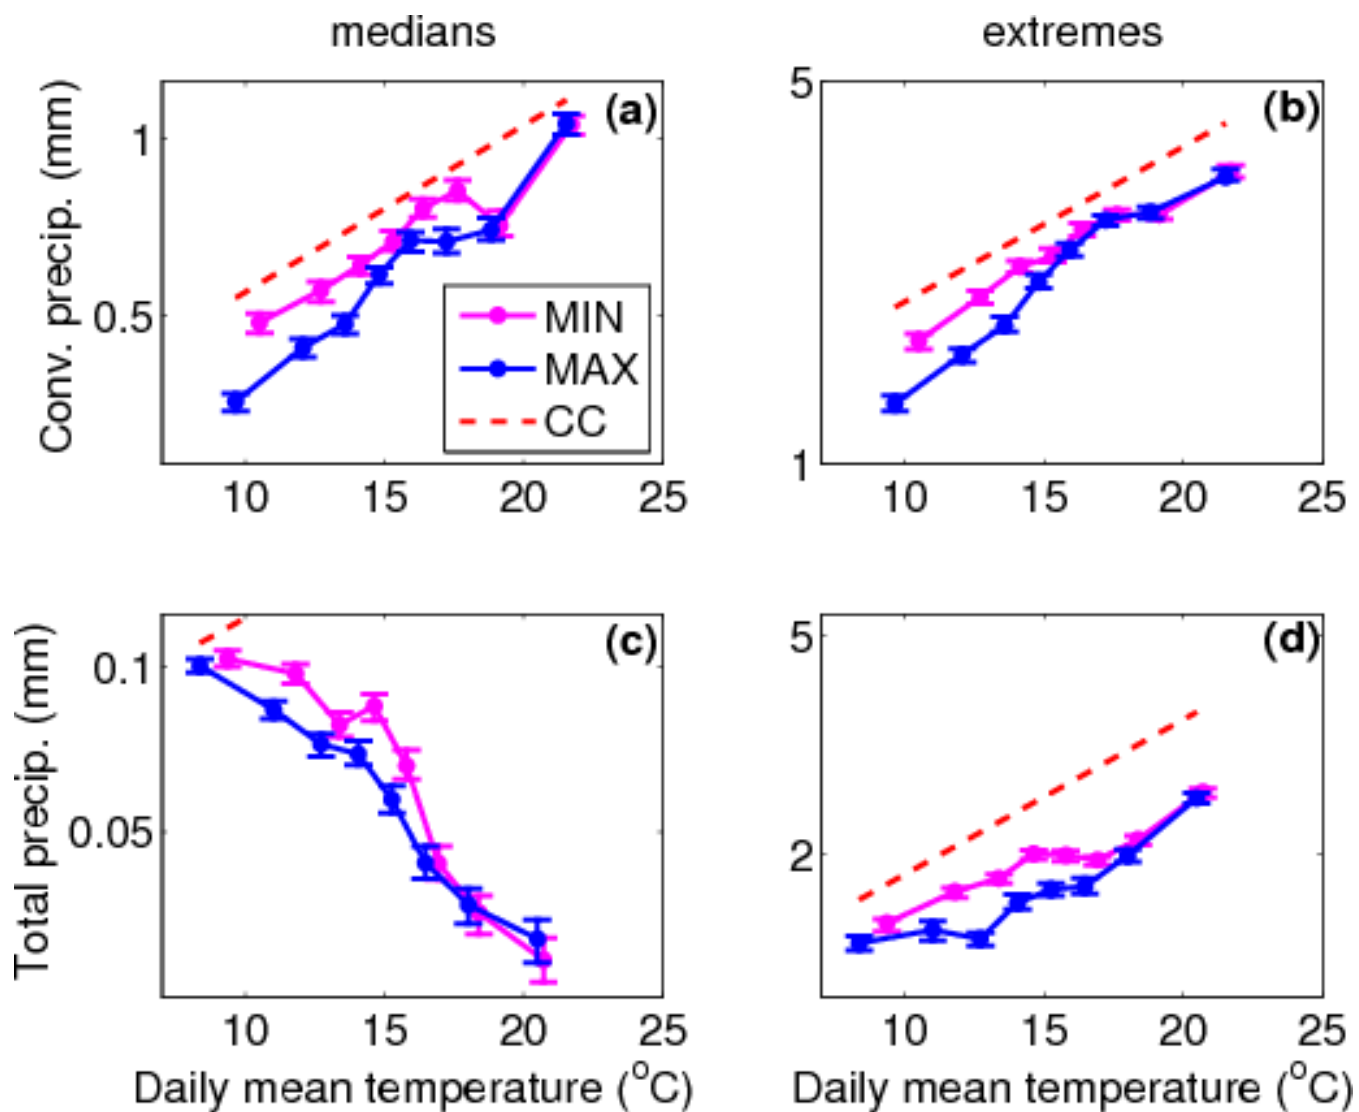 medians
extremes
Conv. precip. (mm)
1
0.5
(a)
MIN
MAX
CC
10 15 20 25
5
1
(b)
10 15 20 25
Total precip. (mm)
0.1
0.05
(c)
10 15 20 25
Daily mean temperature (°C)
5
2
(d)
10 15 20 25
Daily mean temperature (°C)